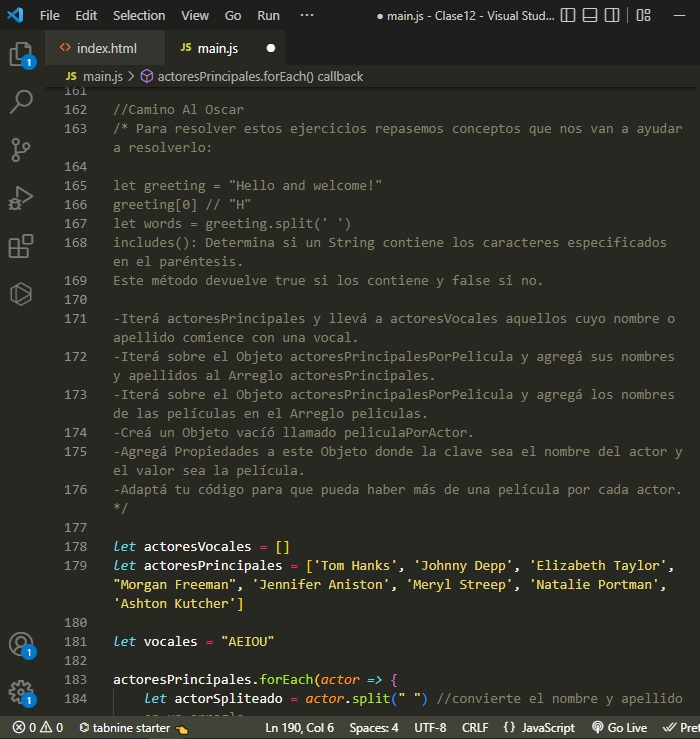 File Edit Selection View Go Run ··· ● main.js - Clase12 - Visual Stud...
<> index.html JS main.js ●
JS main.js > actoresPrincipales.forEach() callback
161
162 //Camino Al Oscar
163 /* Para resolver estos ejercicios repasemos conceptos que nos van a ayudar
a resolverlo:
164
165 let greeting = "Hello and welcome!"
166 greeting[0] // "H"
167 let words = greeting.split(' ')
168 includes(): Determina si un String contiene los caracteres especificados
en el paréntesis.
169 Este método devuelve true si los contiene y false si no.
170
171 -Iterá actoresPrincipales y llevá a actoresVocales aquellos cuyo nombre o
apellido comience con una vocal.
172 -Iterá sobre el Objeto actoresPrincipalesPorPelicula y agregá sus nombres
y apellidos al Arreglo actoresPrincipales.
173 -Iterá sobre el Objeto actoresPrincipalesPorPelicula y agregá los nombres
de las películas en el Arreglo peliculas.
174 -Creá un Objeto vacíó llamado peliculaPorActor.
175 -Agregá Propiedades a este Objeto donde la clave sea el nombre del actor y
el valor sea la película.
176 -Adaptá tu código para que pueda haber más de una película por cada actor.
*/
177
178 let actoresVocales = []
179 let actoresPrincipales = ['Tom Hanks', 'Johnny Depp', 'Elizabeth Taylor',
"Morgan Freeman", 'Jennifer Aniston', 'Meryl Streep', 'Natalie Portman',
'Ashton Kutcher']
180
181 let vocales = "AEIOU"
182
183 actoresPrincipales.forEach(actor => {
184 let actorSpliteado = actor.split(" ") //convierte el nombre y apellido
en un arreglo
1
1
1
0 0 tabnine starter Ln 190, Col 6 Spaces: 4 UTF-8 CRLF {} JavaScript Go Live